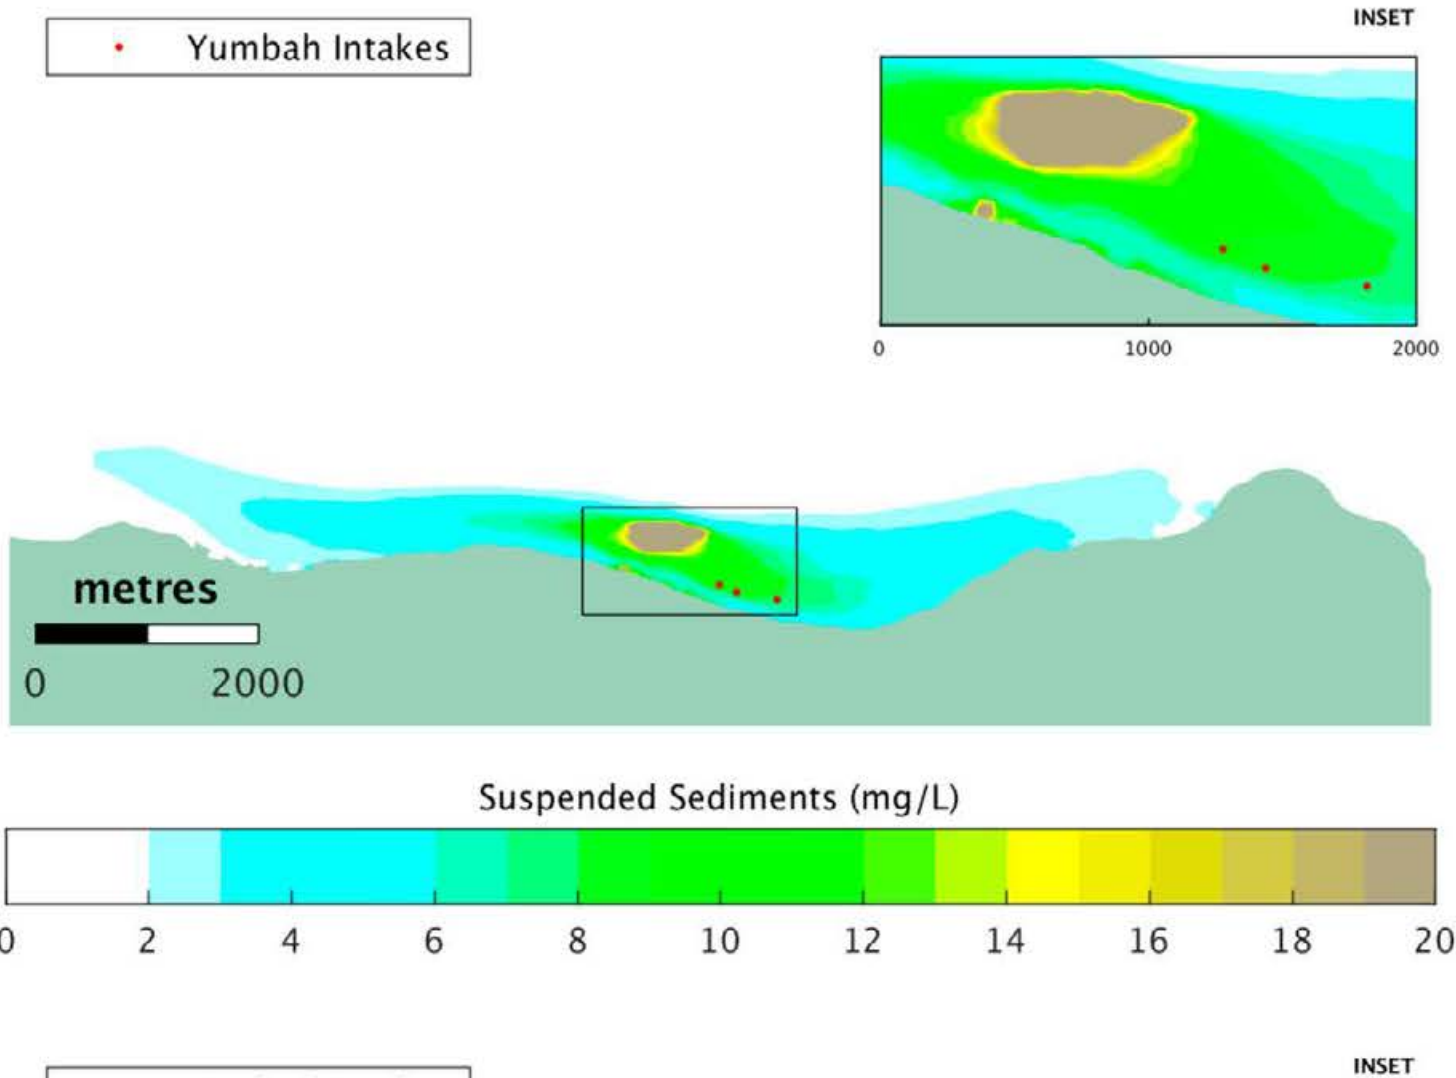 INSET
Yumbah Intakes
0 1000 2000
metres
0 2000
Suspended Sediments (mg/L)
0 2 4 6 8 10 12 14 16 18 20
INSET